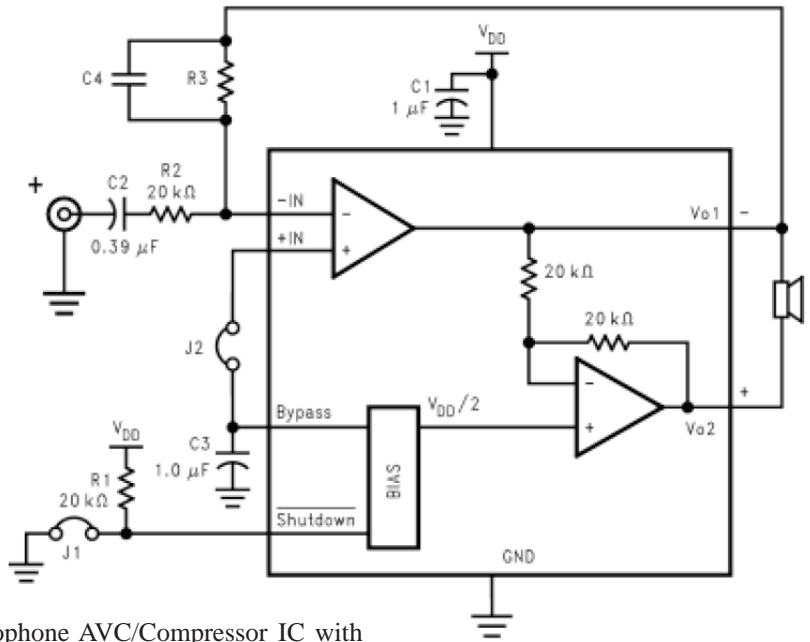 V_DD
C4
R3
C1
1 µF
+
C2
0.39 µF
R2
20 kΩ
-IN
+IN
-
+
Vo1
-
20 kΩ
20 kΩ
J2
Bypass
C3
1.0 µF
V_DD/2
BIAS
-
+
+
Vo2
V_DD
R1
20 kΩ
Shutdown
J1
GND
ophone AVC/Compressor IC with